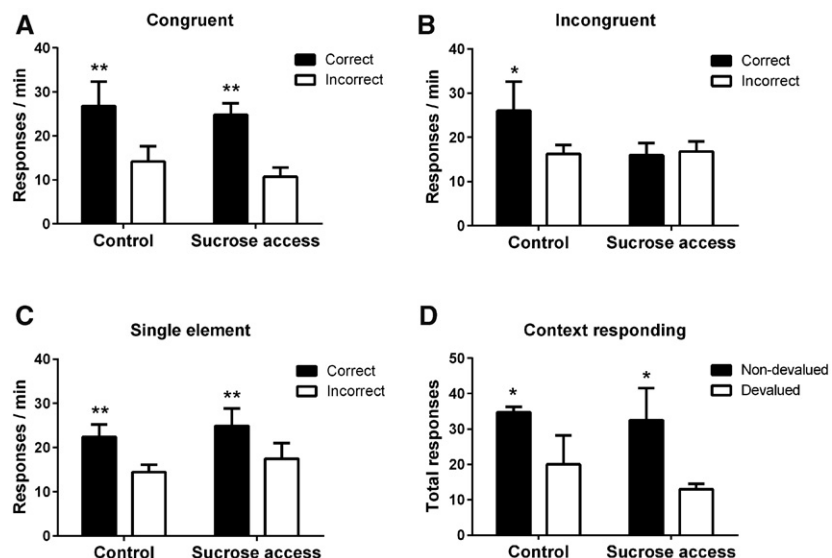 A
Congruent
**
**
Correct
Incorrect
Responses / min
40
30
20
10
0
Control
Sucrose access
B
Incongruent
*
Correct
Incorrect
Responses / min
40
30
20
10
0
Control
Sucrose access
C
Single element
**
**
Correct
Incorrect
Responses / min
40
30
20
10
0
Control
Sucrose access
D
Context responding
*
*
Non-devalued
Devalued
Total responses
50
40
30
20
10
0
Control
Sucrose access